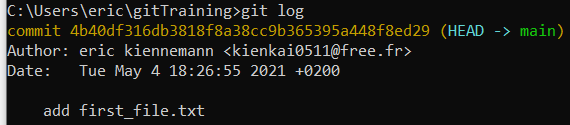 C:\Users\eric\gitTraining>git log
commit 4b40df316db3818f8a38cc9b365395a448f8ed29 (HEAD -> main)
Author: eric kiennemann <kienkai0511@free.fr>
Date:   Tue May 4 18:26:55 2021 +0200
    add first_file.txt